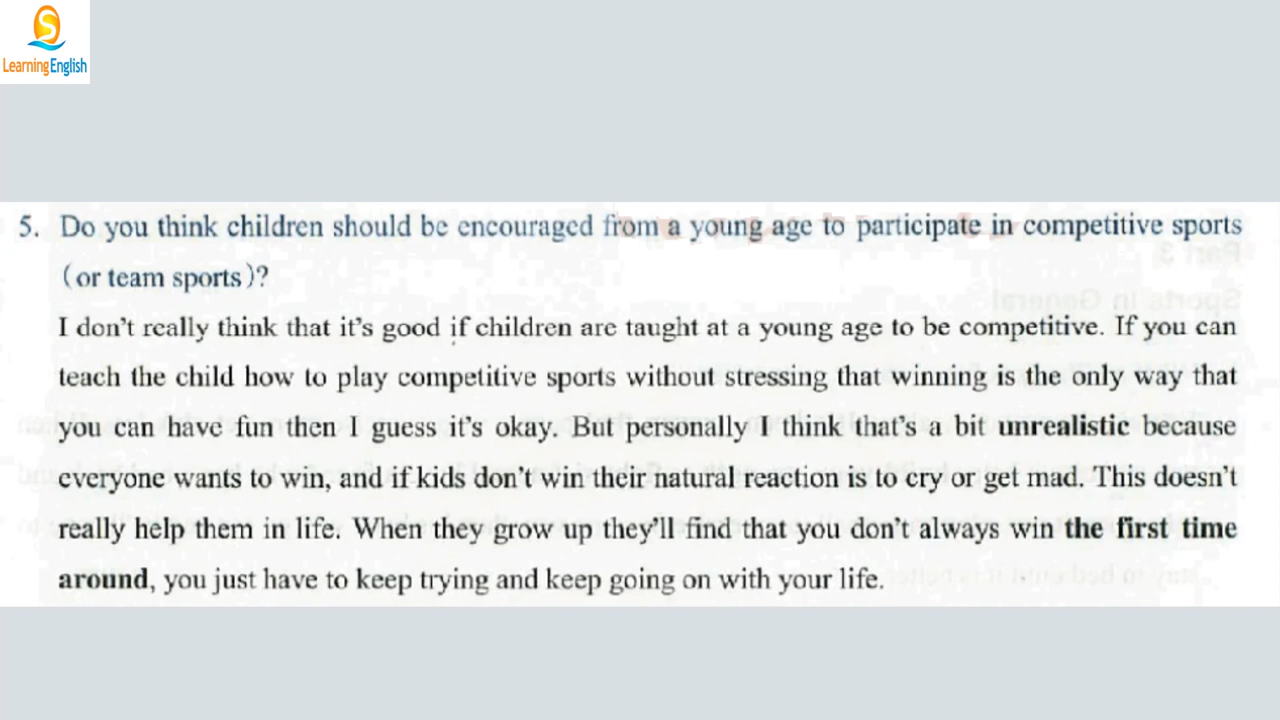 S
LearningEnglish
5. Do you think children should be encouraged from a young age to participate in competitive sports
(or team sports)?
I don't really think that it's good if children are taught at a young age to be competitive. If you can
teach the child how to play competitive sports without stressing that winning is the only way that
you can have fun then I guess it's okay. But personally I think that's a bit unrealistic because
everyone wants to win, and if kids don't win their natural reaction is to cry or get mad. This doesn't
really help them in life. When they grow up they'll find that you don't always win the first time
around, you just have to keep trying and keep going on with your life.